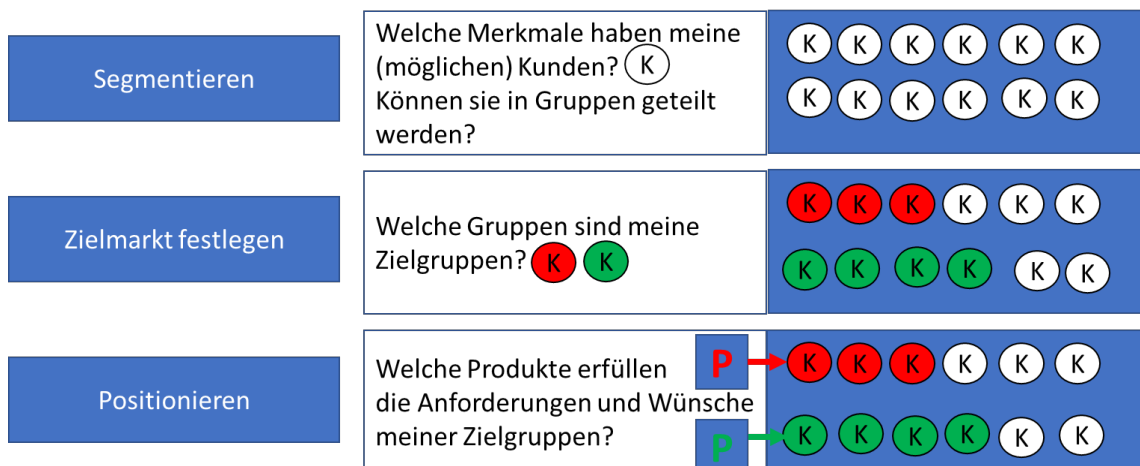 Segmentieren
Welche Merkmale haben meine
(möglichen) Kunden? K
Können sie in Gruppen geteilt
werden?
K K K K K K
K K K K K K
Zielmarkt festlegen
Welche Gruppen sind meine
Zielgruppen? K K
K K K K K K
K K K K K K
Positionieren
Welche Produkte erfüllen
die Anforderungen und Wünsche
meiner Zielgruppen?
P
K K K K K K
P
K K K K K K